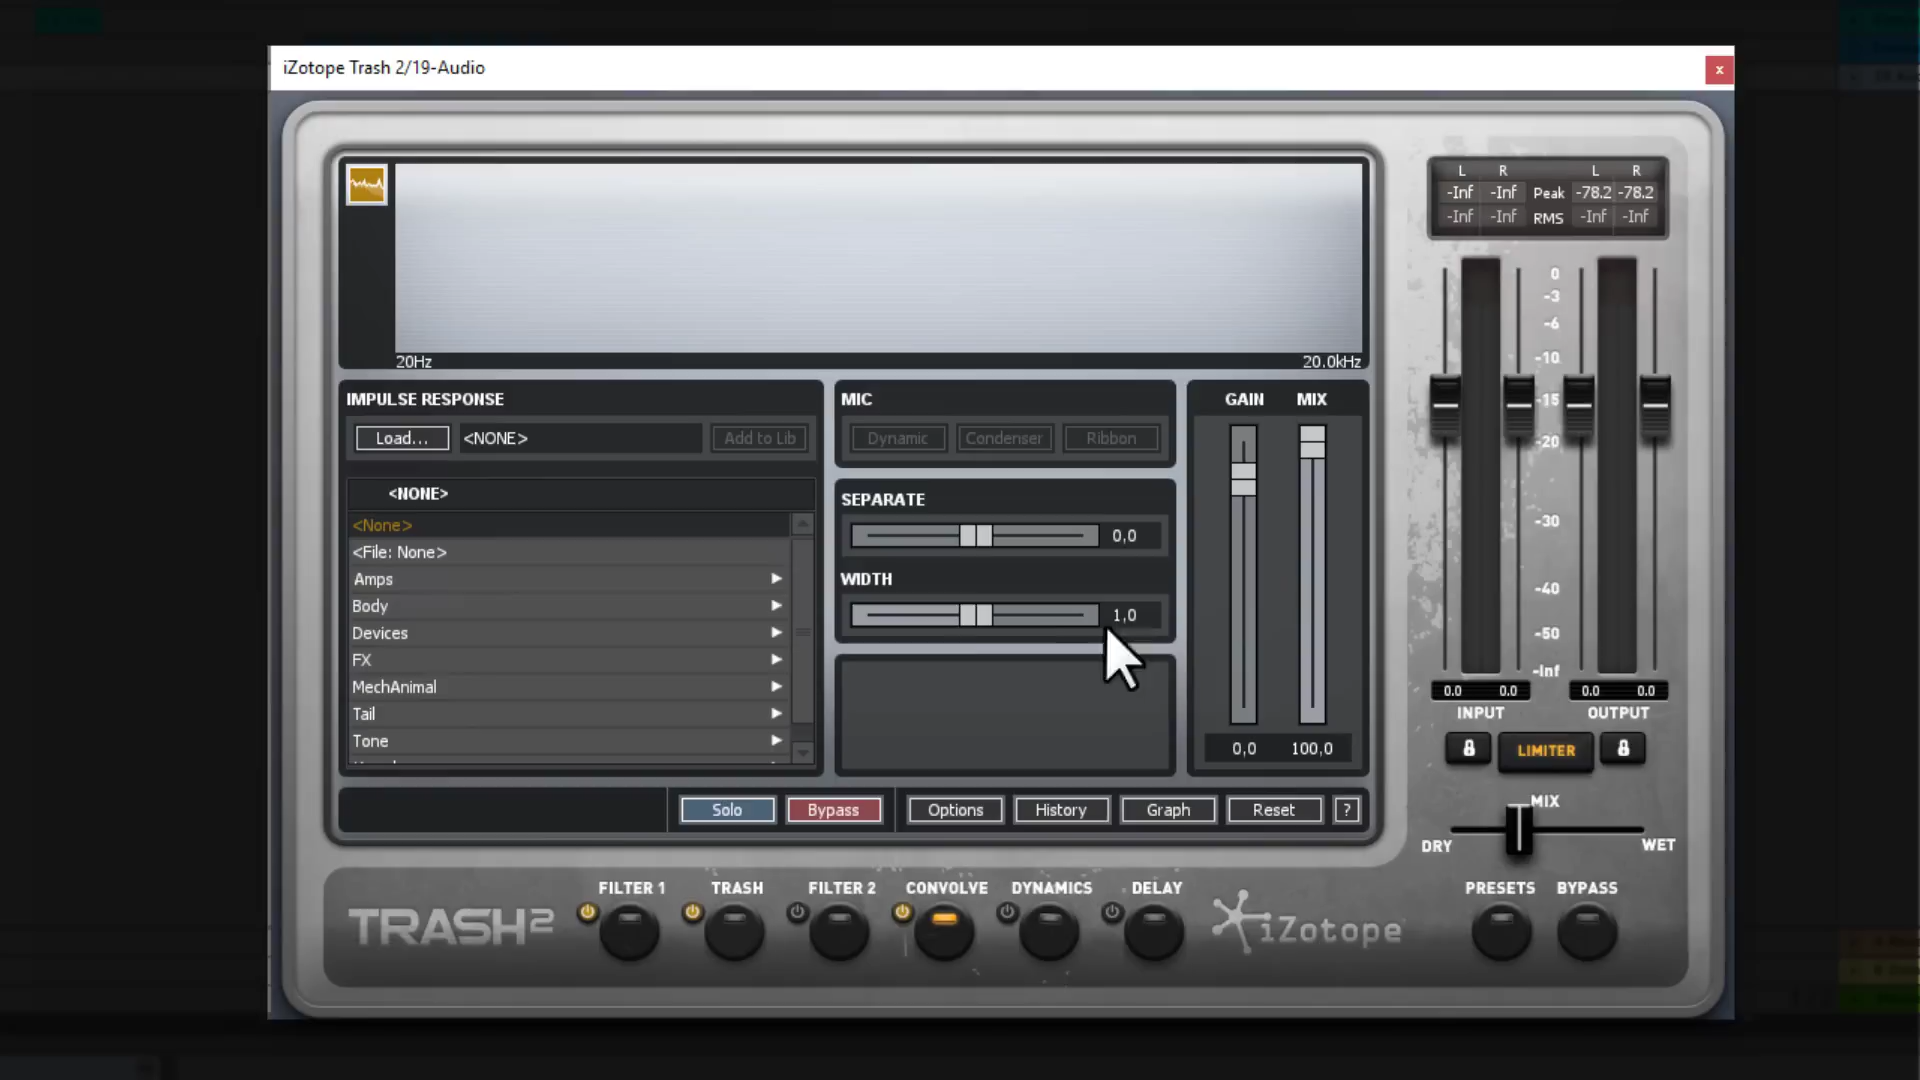 iZotope Trash 2/19-Audio
x
L R L R
-Inf -Inf Peak -78.2 -78.2
-Inf -Inf RMS -Inf -Inf
20Hz 20.0kHz
0
-3
-6
-10
-15
-20
-30
-40
-50
-Inf
IMPULSE RESPONSE
Load... <NONE> Add to Lib
<NONE>
<None>
<File: None>
Amps
Body
Devices
FX
MechAnimal
Tail
Tone
MIC
Dynamic Condenser Ribbon
SEPARATE
0,0
WIDTH
1,0
GAIN MIX
0,0 100,0
0.0 0.0 0.0 0.0
INPUT OUTPUT
LIMITER
MIX
DRY WET
Solo Bypass Options History Graph Reset ?
TRASH2
FILTER 1 TRASH FILTER 2 CONVOLVE DYNAMICS DELAY
iZotope
PRESETS BYPASS